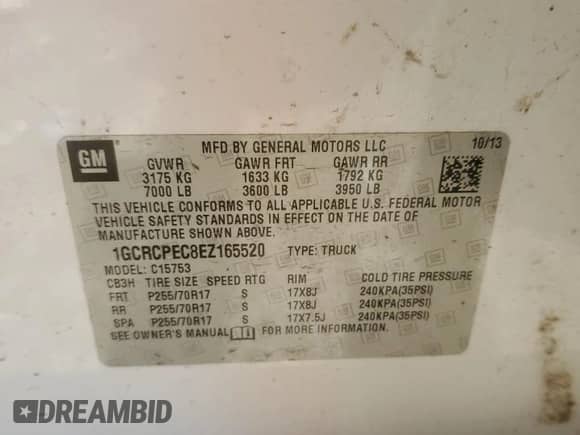 GM
MFD BY GENERAL MOTORS LLC
10/13
GVWR GAWR FRT GAWR RR
3175 KG 1633 KG 1792 KG
7000 LB 3600 LB 3950 LB
THIS VEHICLE CONFORMS TO ALL APPLICABLE U.S. FEDERAL MOTOR
VEHICLE SAFETY STANDARDS IN EFFECT ON THE DATE OF
MANUFACTURE SHOWN ABOVE.
1GCRCPEC8EZ165520 TYPE: TRUCK
MODEL: C15753
CB3H TIRE SIZE SPEED RTG RIM COLD TIRE PRESSURE
FRT P255/70R17 S 17X8J 240KPA(35PSI)
RR P255/70R17 S 17X8J 240KPA(35PSI)
SPA P255/70R17 S 17X7.5J 240KPA(35PSI)
SEE OWNER'S MANUAL FOR MORE INFORMATION.
DREAMBID